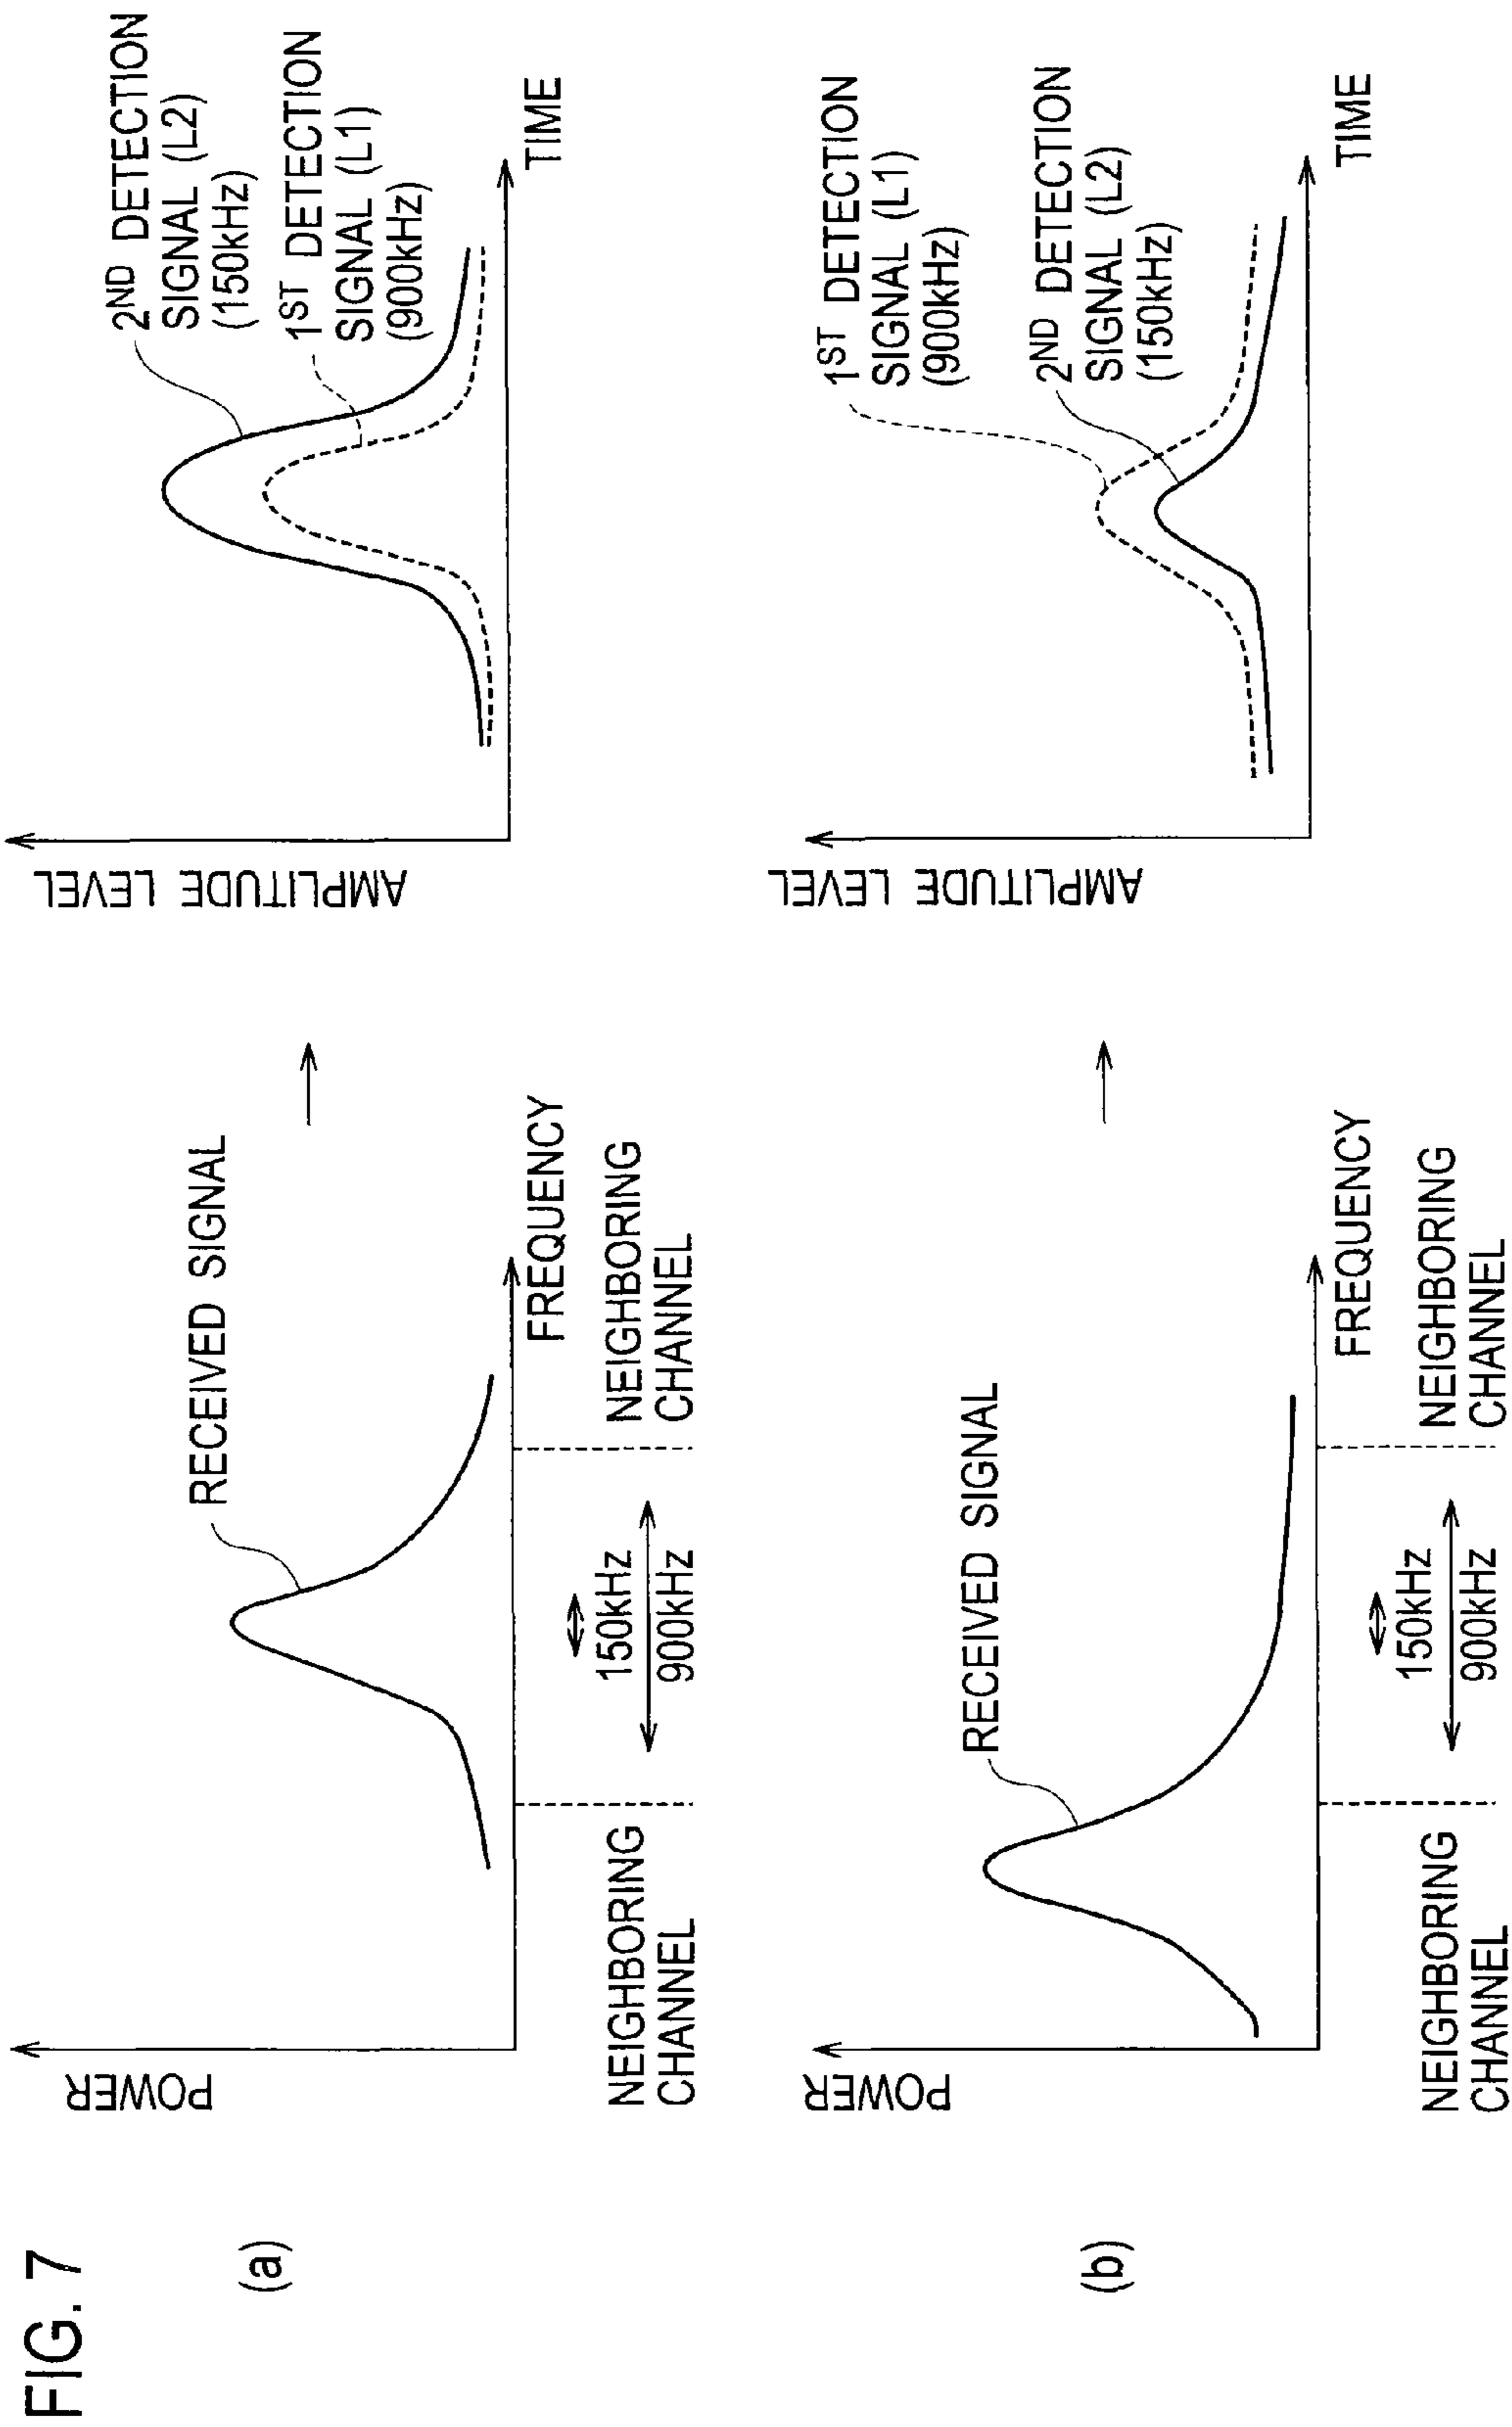 FIG. 7
(a)
POWER
RECEIVED SIGNAL
FREQUENCY
150kHz
900kHz
NEIGHBORING
CHANNEL
NEIGHBORING
CHANNEL
AMPLITUDE LEVEL
2ND DETECTION
SIGNAL (L2)
(150kHz)
1ST DETECTION
SIGNAL (L1)
(900kHz)
TIME
(b)
POWER
RECEIVED SIGNAL
FREQUENCY
150kHz
900kHz
NEIGHBORING
CHANNEL
NEIGHBORING
CHANNEL
AMPLITUDE LEVEL
1ST DETECTION
SIGNAL (L1)
(900kHz)
2ND DETECTION
SIGNAL (L2)
(150kHz)
TIME